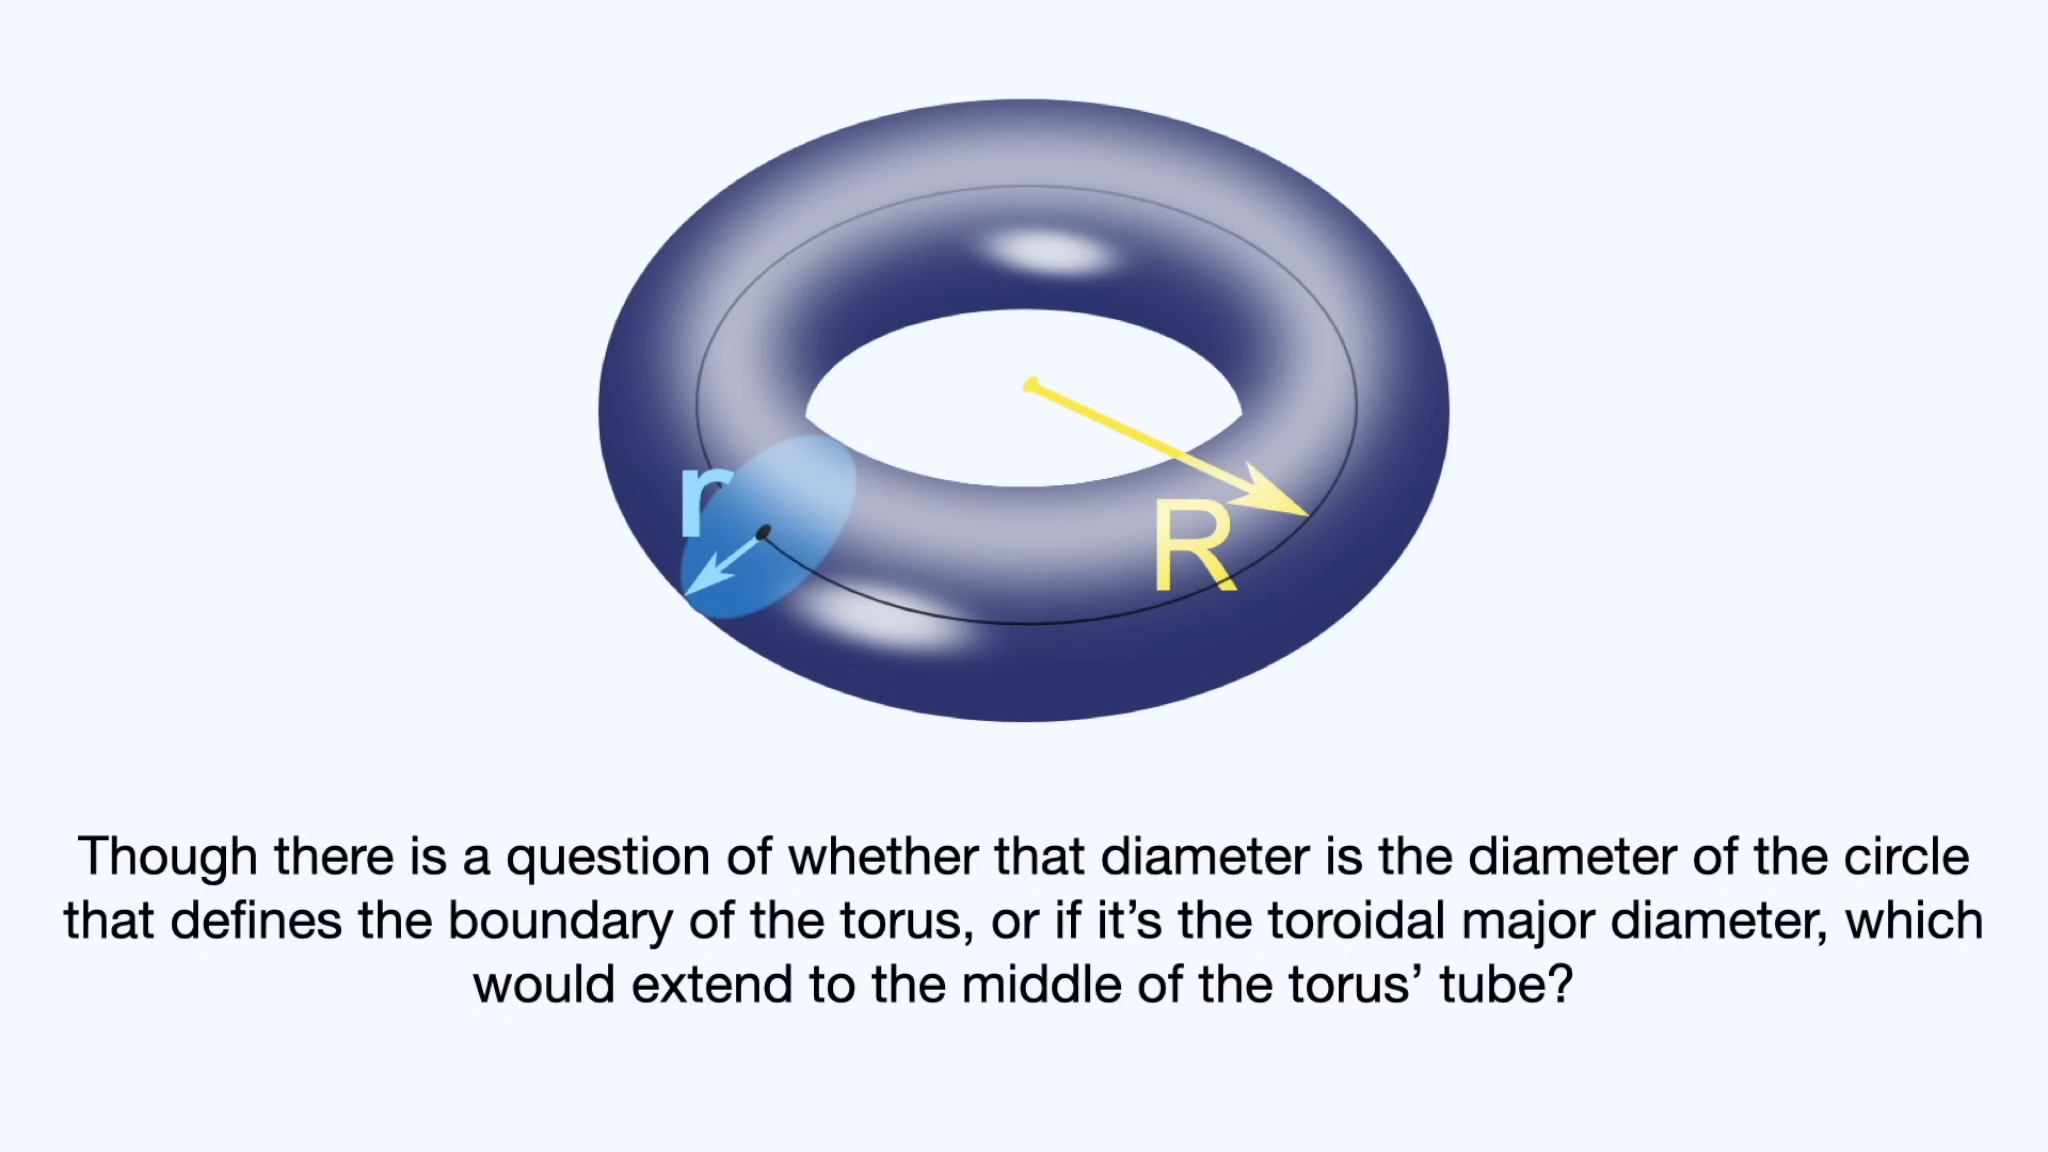 r
R
Though there is a question of whether that diameter is the diameter of the circle
that defines the boundary of the torus, or if it’s the toroidal major diameter, which
would extend to the middle of the torus’ tube?